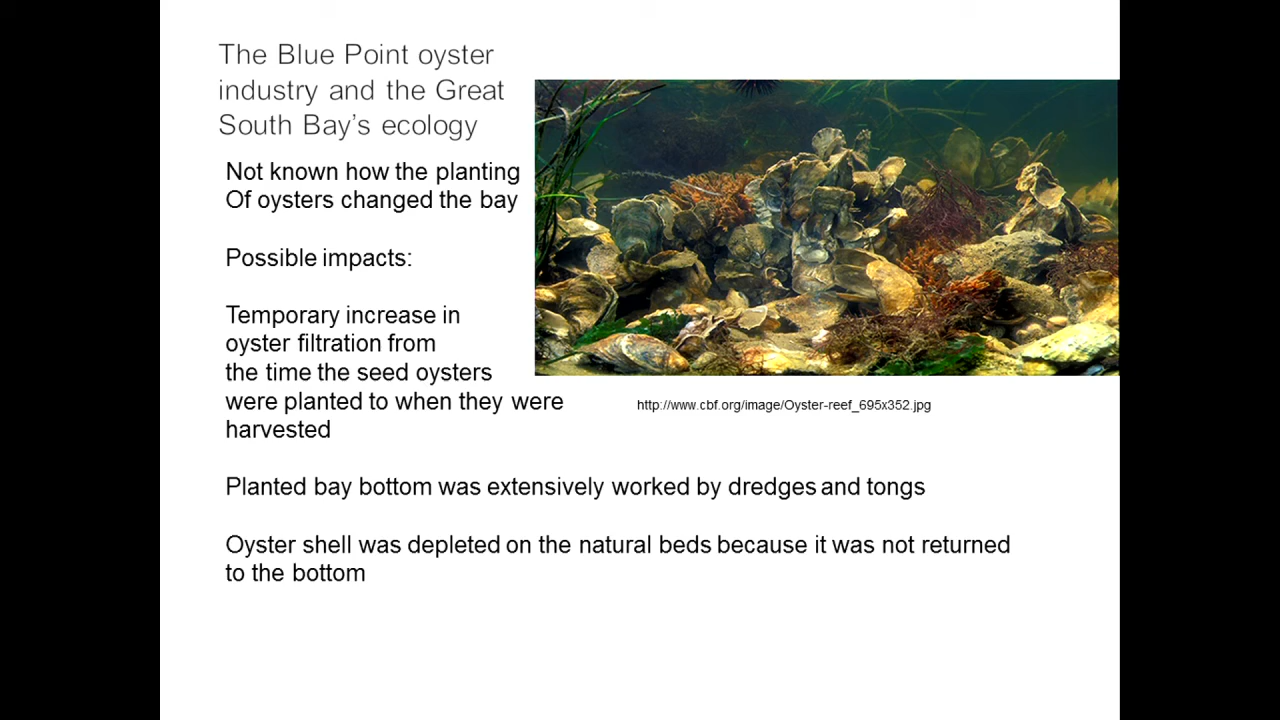 The Blue Point oyster
industry and the Great
South Bay’s ecology
Not known how the planting
Of oysters changed the bay
Possible impacts:
Temporary increase in
oyster filtration from
the time the seed oysters
were planted to when they were
harvested
http://www.cbf.org/image/Oyster-reef_695x352.jpg
Planted bay bottom was extensively worked by dredges and tongs
Oyster shell was depleted on the natural beds because it was not returned
to the bottom